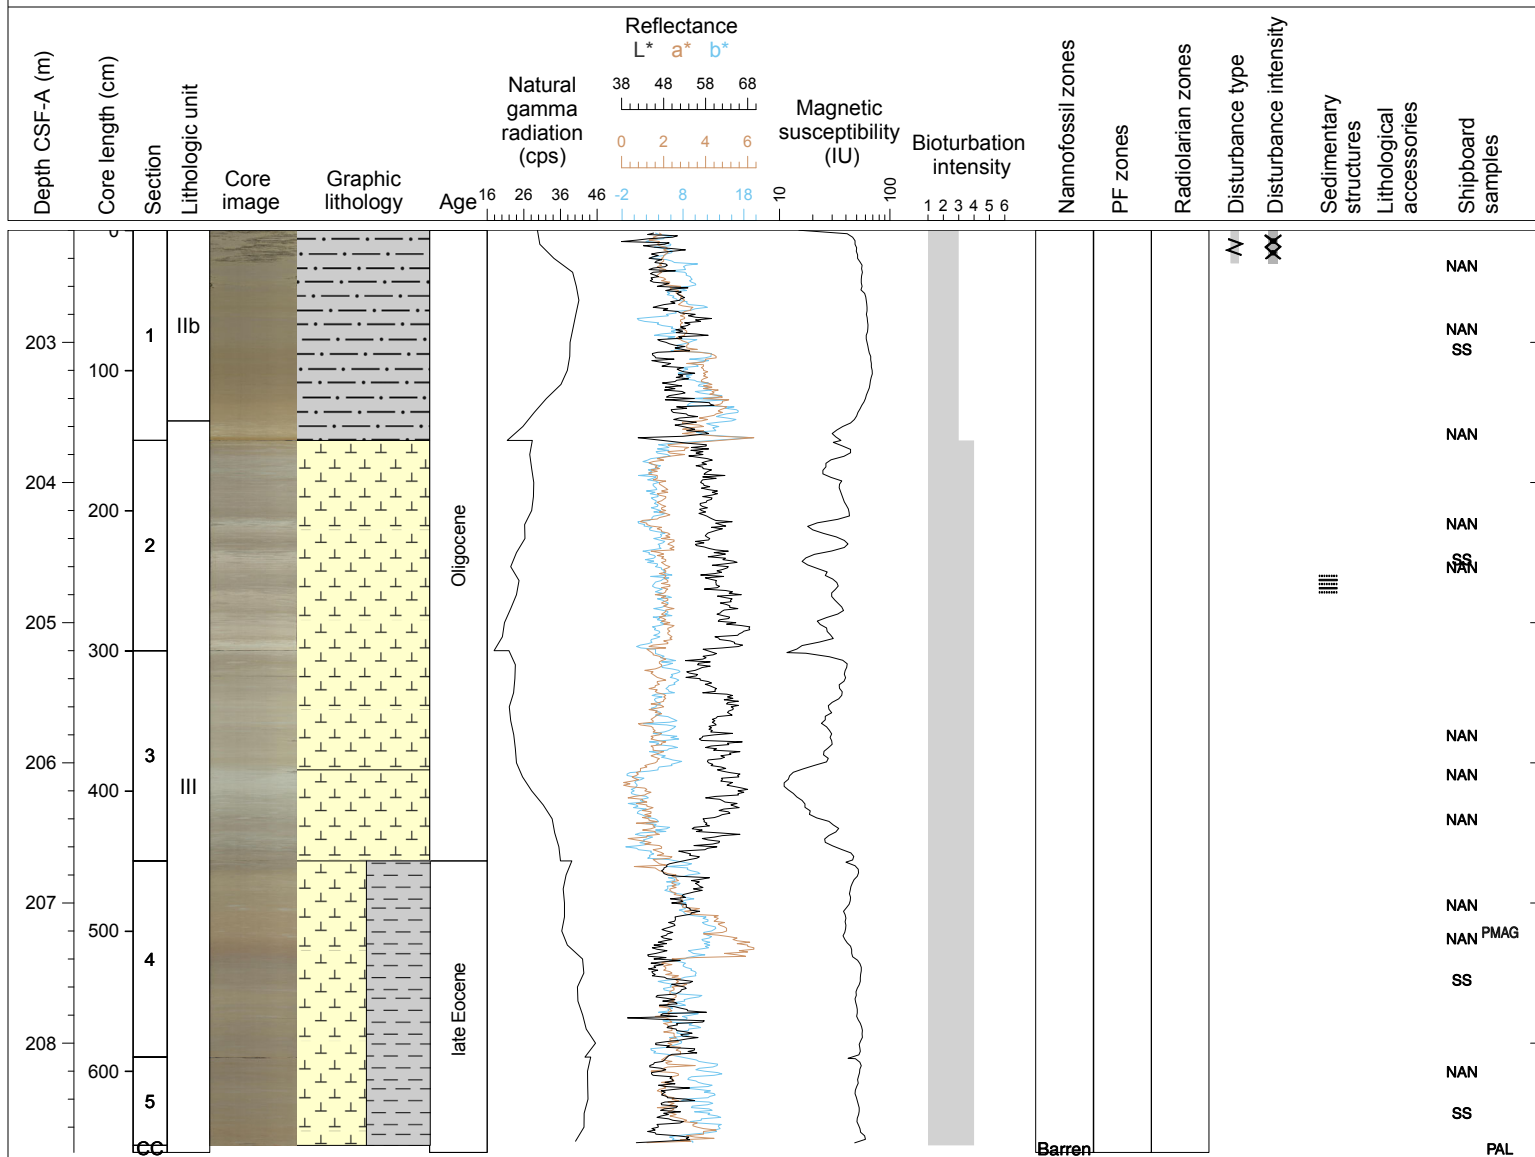 Depth CSF-A (m)
Core length (cm)
Section
Lithologic unit
Core
image
Graphic
lithology
Age
Natural
gamma
radiation
(cps)
16 26 36 46
Reflectance
L* a* b*
38 48 58 68
0 2 4 6
-2 8 18
Magnetic
susceptibility
(IU)
10 100
Bioturbation
intensity
1 2 3 4 5 6
Nannofossil zones
PF zones
Radiolarian zones
Disturbance type
Disturbance intensity
Sedimentary
structures
Lithological
accessories
Shipboard
samples
203
204
205
206
207
208
0
100
200
300
400
500
600
1
2
3
4
5
CC
IIb
III
Oligocene
late Eocene
Barren
NAN
NAN
SS
NAN
NAN
SS
NAN
NAN
NAN
NAN
NAN
NAN PMAG
SS
NAN
SS
PAL